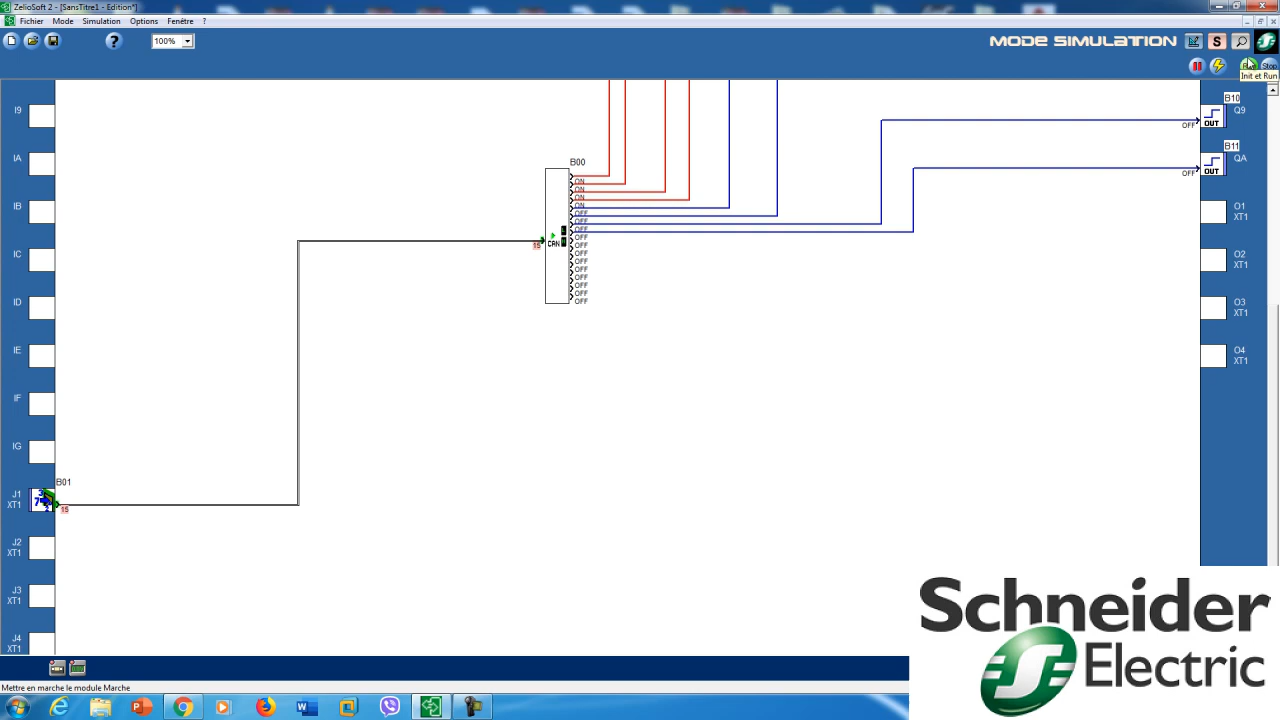 ZelioSoft 2 - [SansTitre1 - Edition*]
Fichier Mode Simulation Options Fenêtre ?
100%
MODE SIMULATION
S
Stop
Init et Run
I9
IA
IB
IC
ID
IE
IF
IG
J1
XT1
J2
XT1
J3
XT1
J4
XT1
B01
15
B00
15
CAN
ON
ON
ON
ON
OFF
OFF
OFF
OFF
OFF
OFF
OFF
OFF
OFF
OFF
OFF
OFF
B10
Q9
OUT
OFF
B11
QA
OUT
OFF
O1
XT1
O2
XT1
O3
XT1
O4
XT1
Mettre en marche le module Marche
Schneider
Electric